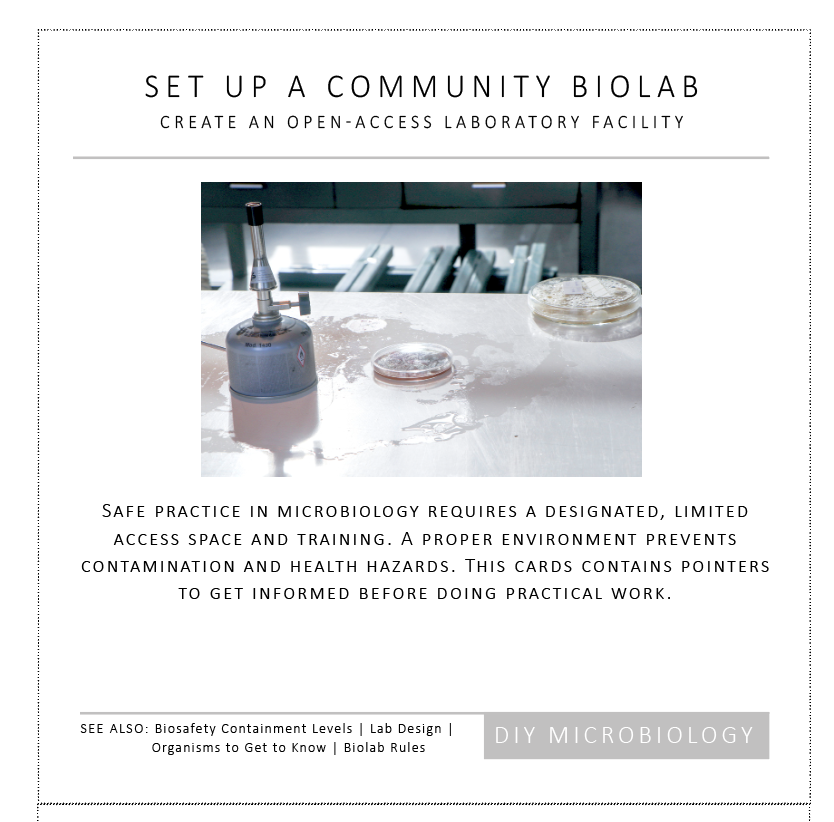 SET UP A COMMUNITY BIOLAB
CREATE AN OPEN-ACCESS LABORATORY FACILITY
SAFE PRACTICE IN MICROBIOLOGY REQUIRES A DESIGNATED, LIMITED
ACCESS SPACE AND TRAINING. A PROPER ENVIRONMENT PREVENTS
CONTAMINATION AND HEALTH HAZARDS. THIS CARDS CONTAINS POINTERS
TO GET INFORMED BEFORE DOING PRACTICAL WORK.
SEE ALSO: Biosafety Containment Levels | Lab Design |
Organisms to Get to Know | Biolab Rules
DIY MICROBIOLOGY